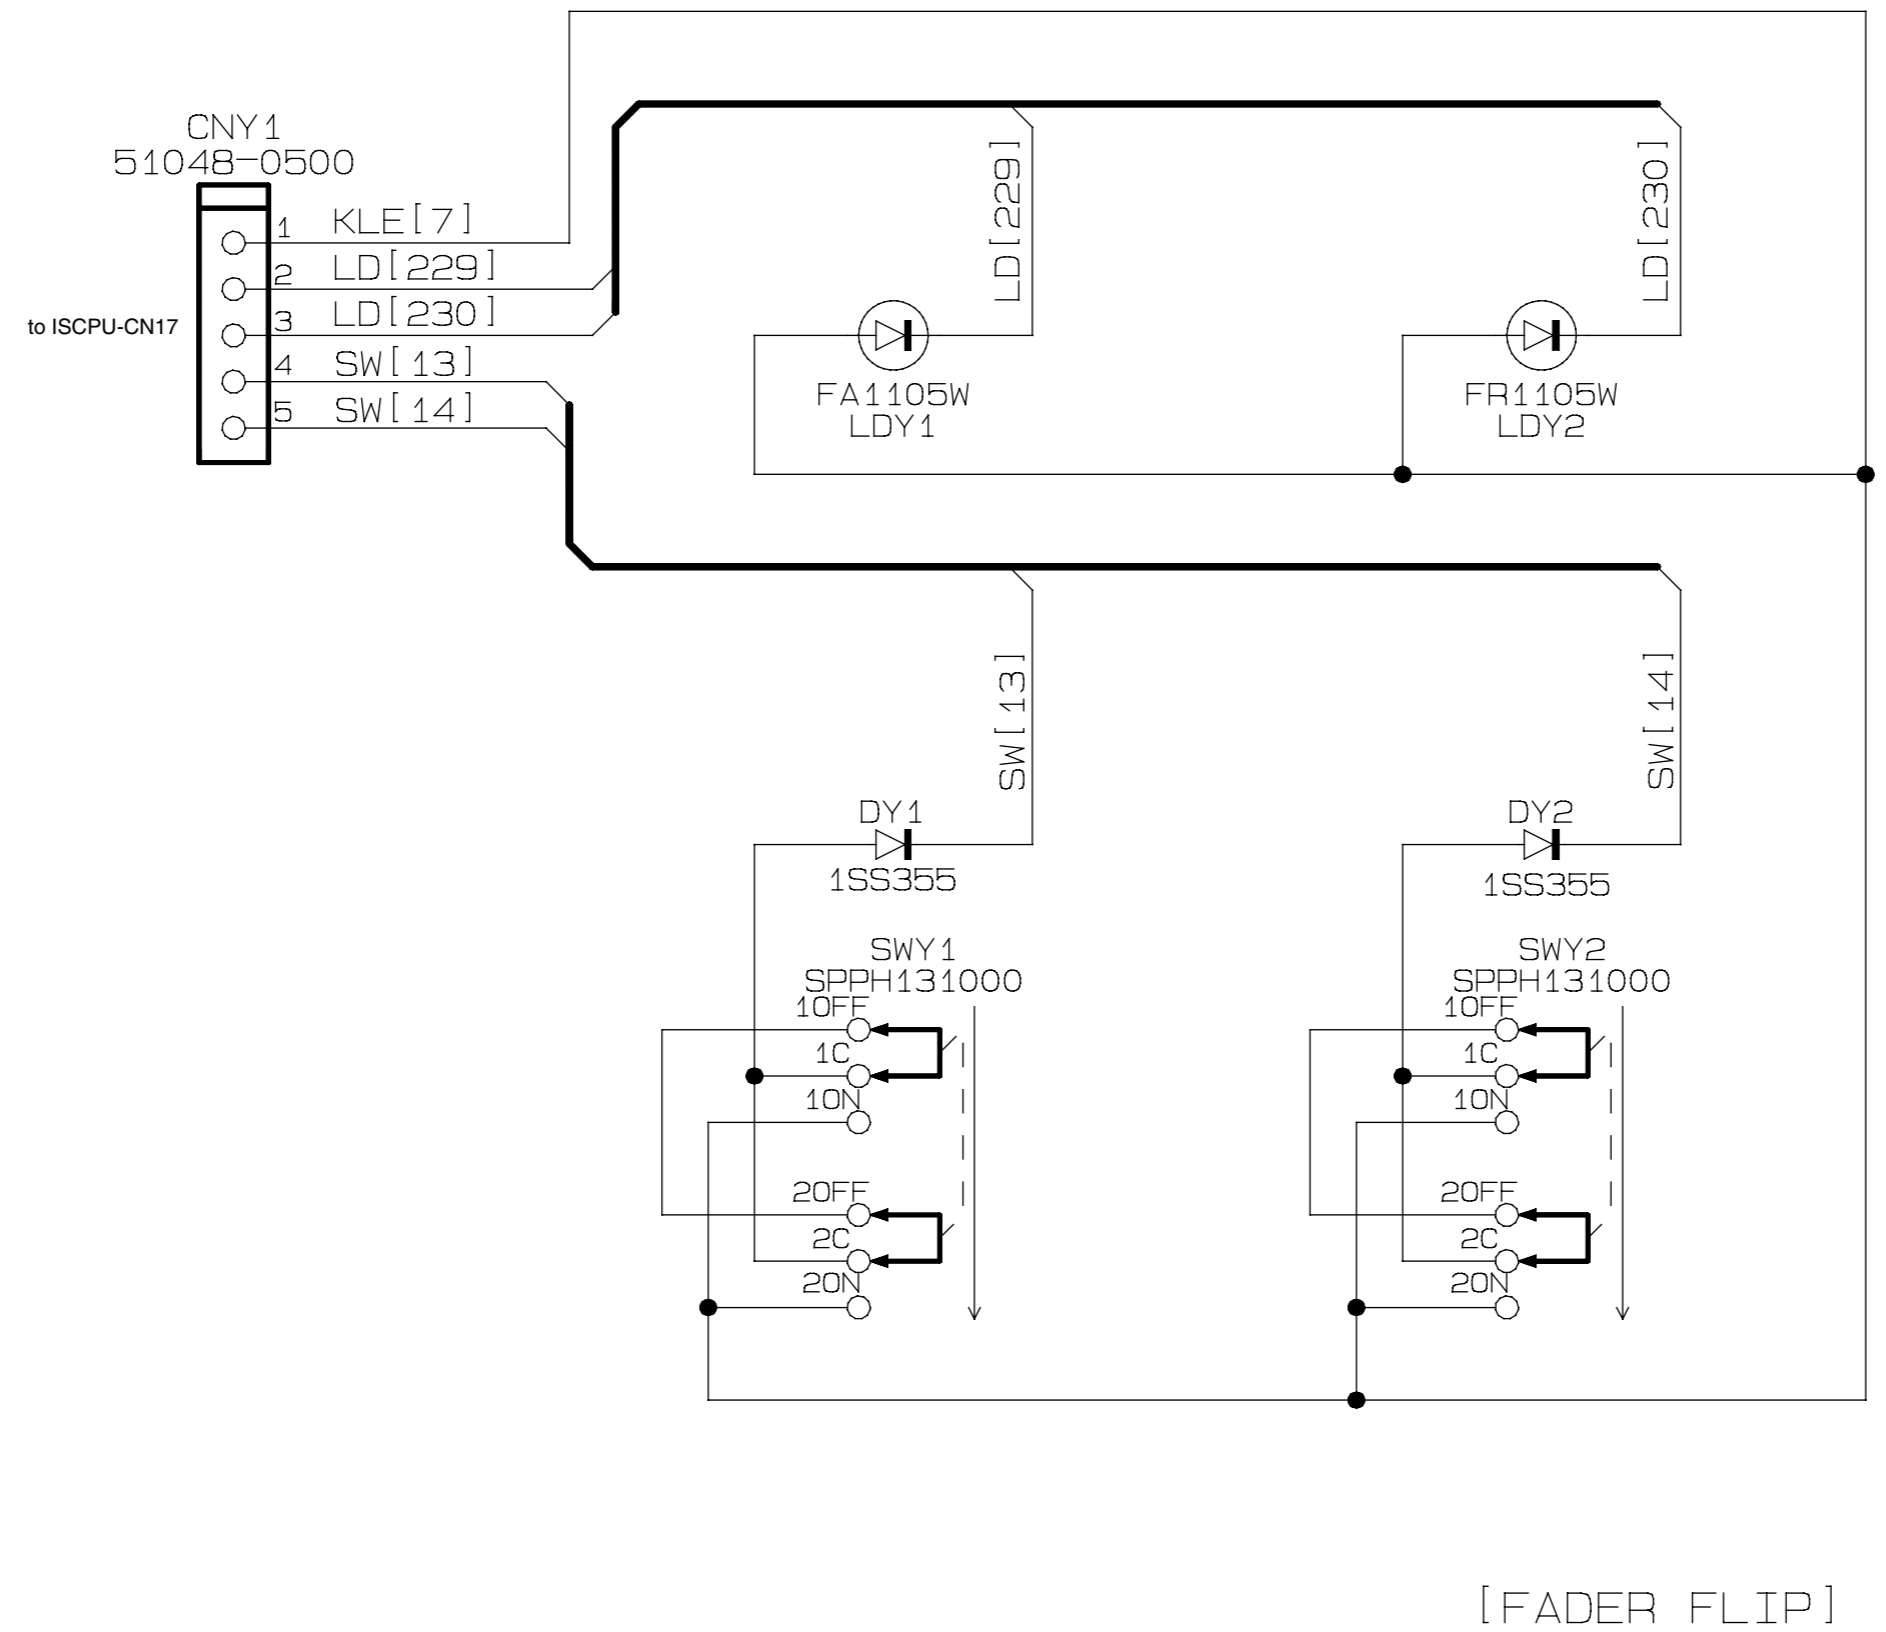 CNY1
51048-0500
to ISCPU-CN17
1 KLE[7]
2 LD[229]
3 LD[230]
4 SW[13]
5 SW[14]
LD[229]
LD[230]
FA1105W
LDY1
FR1105W
LDY2
SW[13]
SW[14]
DY1
1SS355
DY2
1SS355
SWY1
SPPH131000
1OFF
1C
1ON
2OFF
2C
2ON
SWY2
SPPH131000
1OFF
1C
1ON
2OFF
2C
2ON
[FADER FLIP]